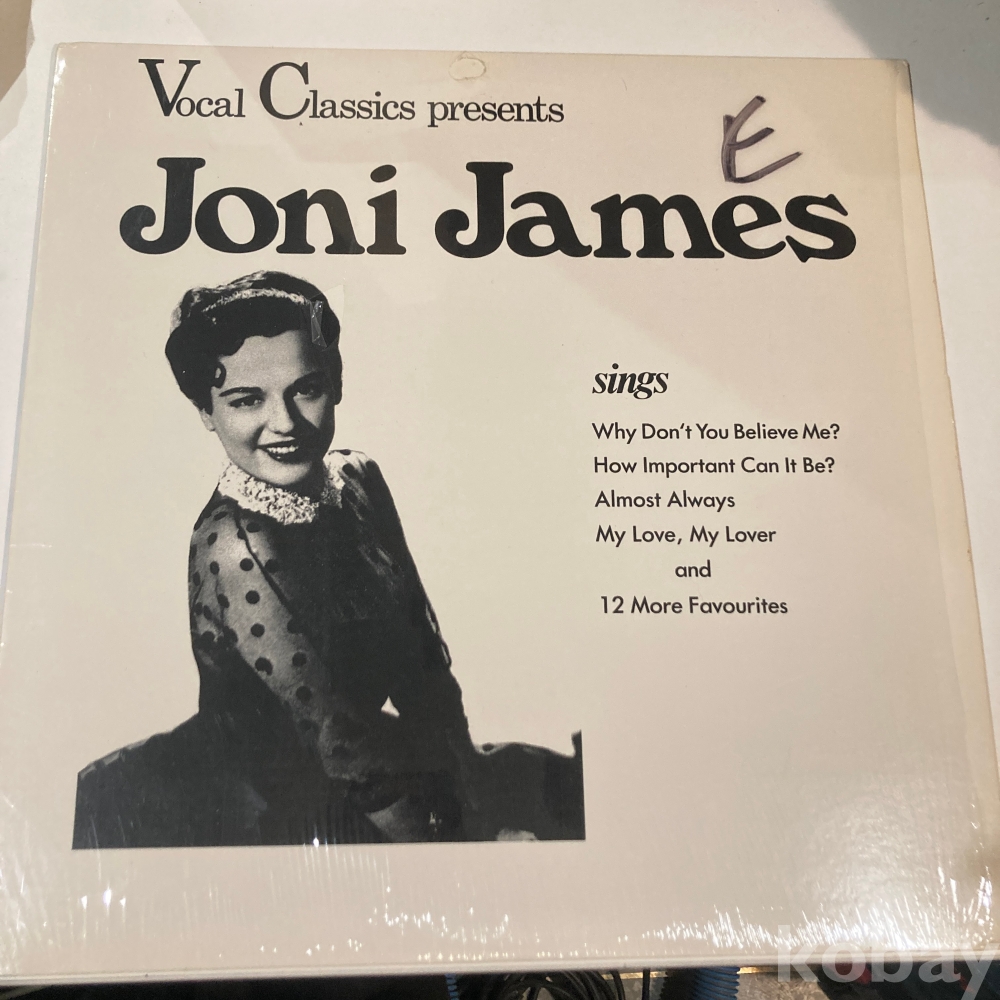 Vocal Classics presents
E
Joni James
sings
Why Don't You Believe Me?
How Important Can It Be?
Almost Always
My Love, My Lover
and
12 More Favourites
kobay